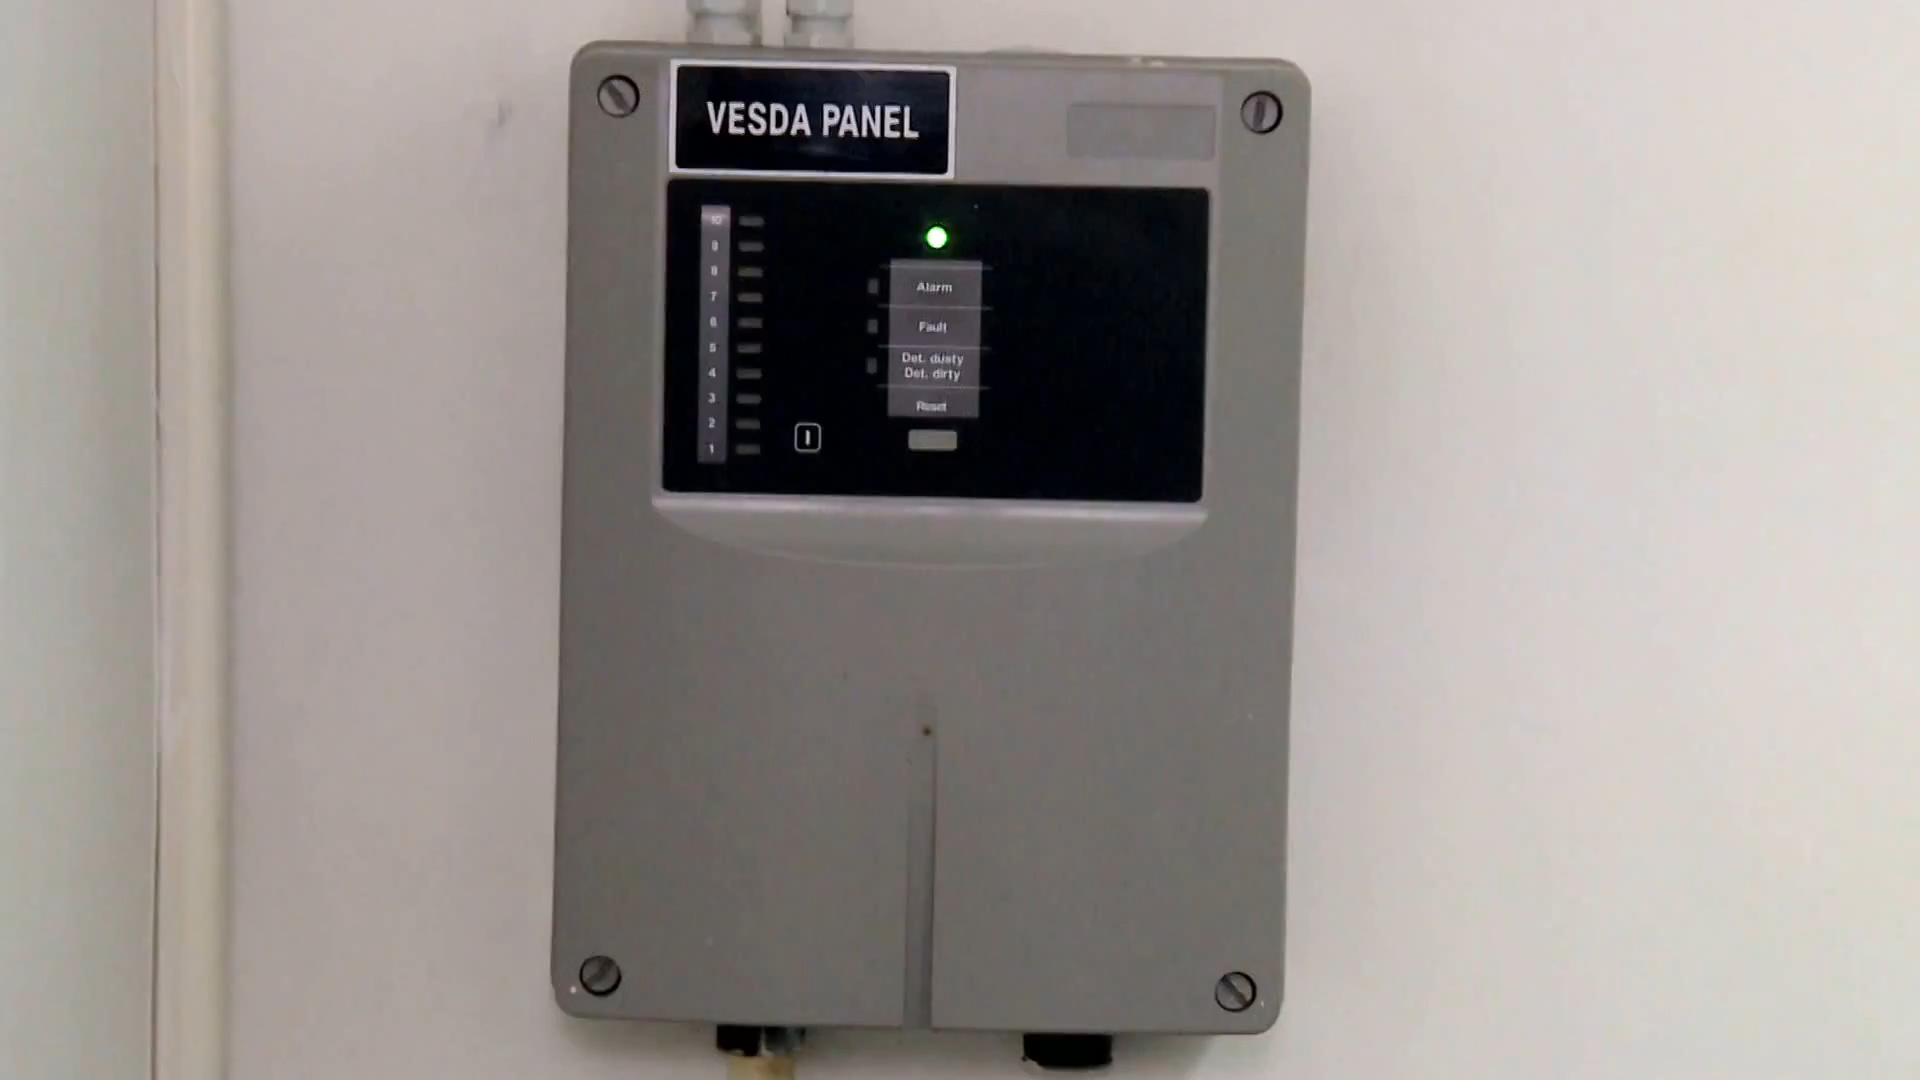 VESDA PANEL
10
9
8
7
6
5
4
3
2
1
Alarm
Fault
Det. dusty
Det. dirty
Reset